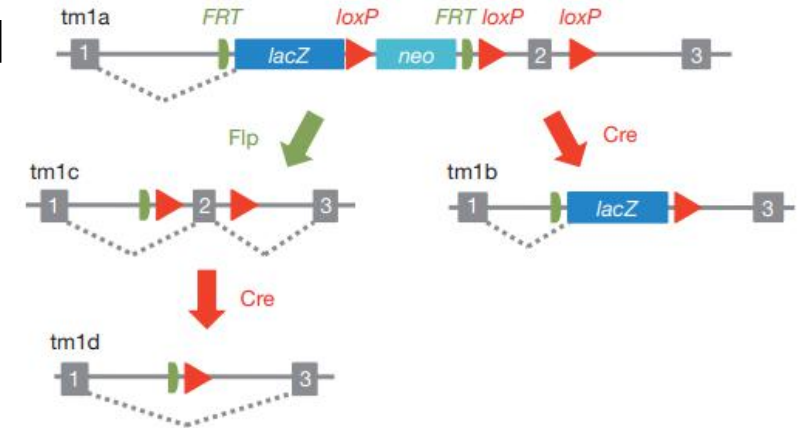 tm1a FRT loxP FRT loxP loxP
1 lacZ neo 2 3
Flp Cre
tm1c tm1b
1 2 3 1 lacZ 3
Cre
tm1d
1 3